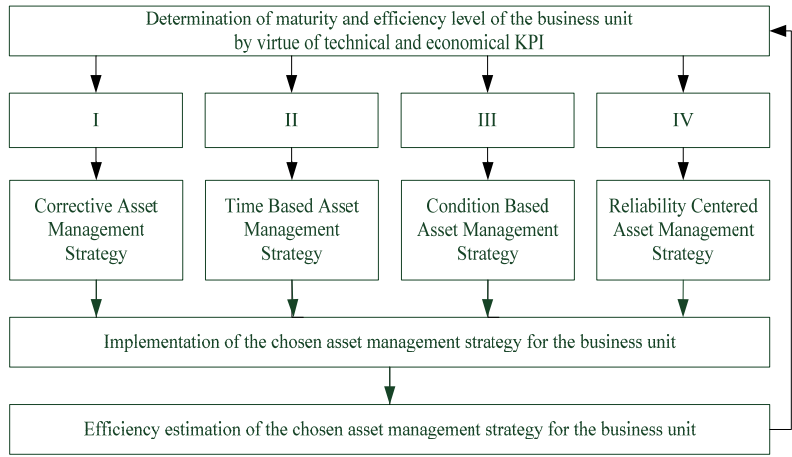 Determination of maturity and efficiency level of the business unit
by virtue of technical and economical KPI
I
II
III
IV
Corrective Asset
Management
Strategy
Time Based Asset
Management
Strategy
Condition Based
Asset Management
Strategy
Reliability Centered
Asset Management
Strategy
Implementation of the chosen asset management strategy for the business unit
Efficiency estimation of the chosen asset management strategy for the business unit